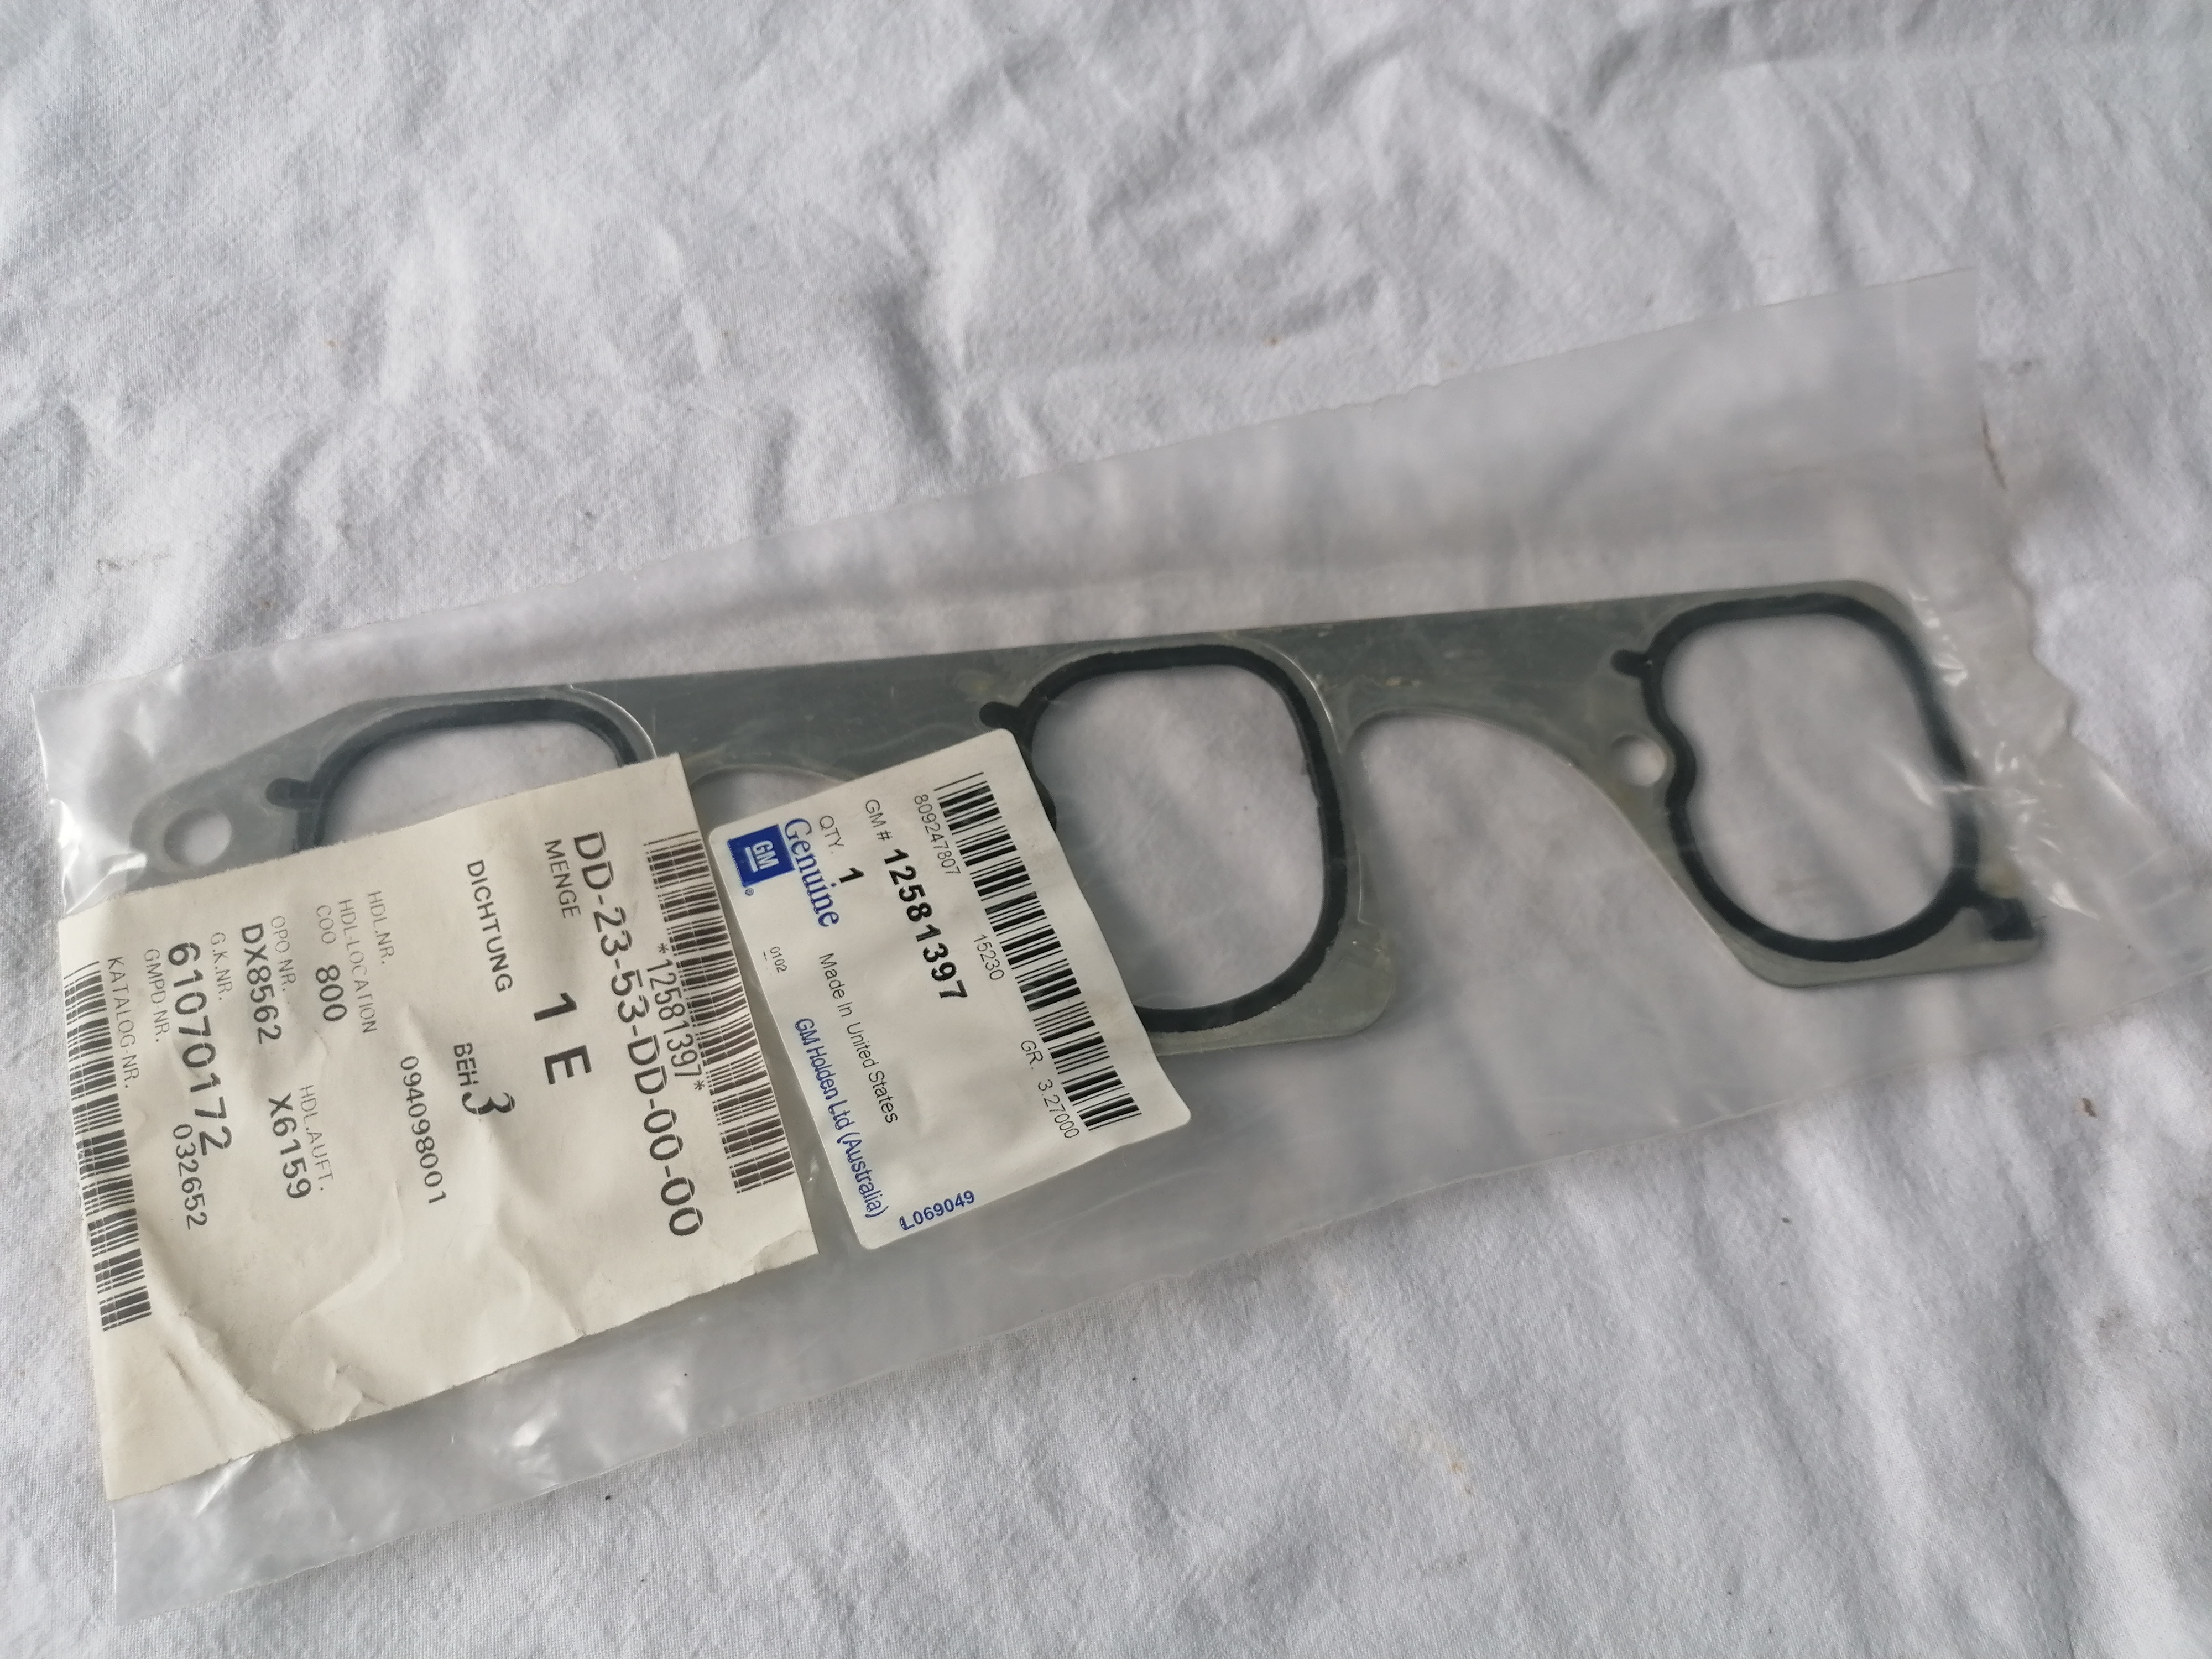 *12581397*
DD-23-53-DD-00-00
MENGE 1 E
DICHTUNG BEH 3
094098001
HDL.NR.
HDL-LOCATION
COO 800
HDL.AUFT.
OPO.NR. X6159
DX8562
G.K.NR.
61070172 032652
GMPD-NR.
KATALOG-NR.
809247807 15230 GR. 3.27000
GM # 12581397
QTY. 1
Genuine Made In United States
GM ®
0102
GM Holden Ltd (Australia)
L069049